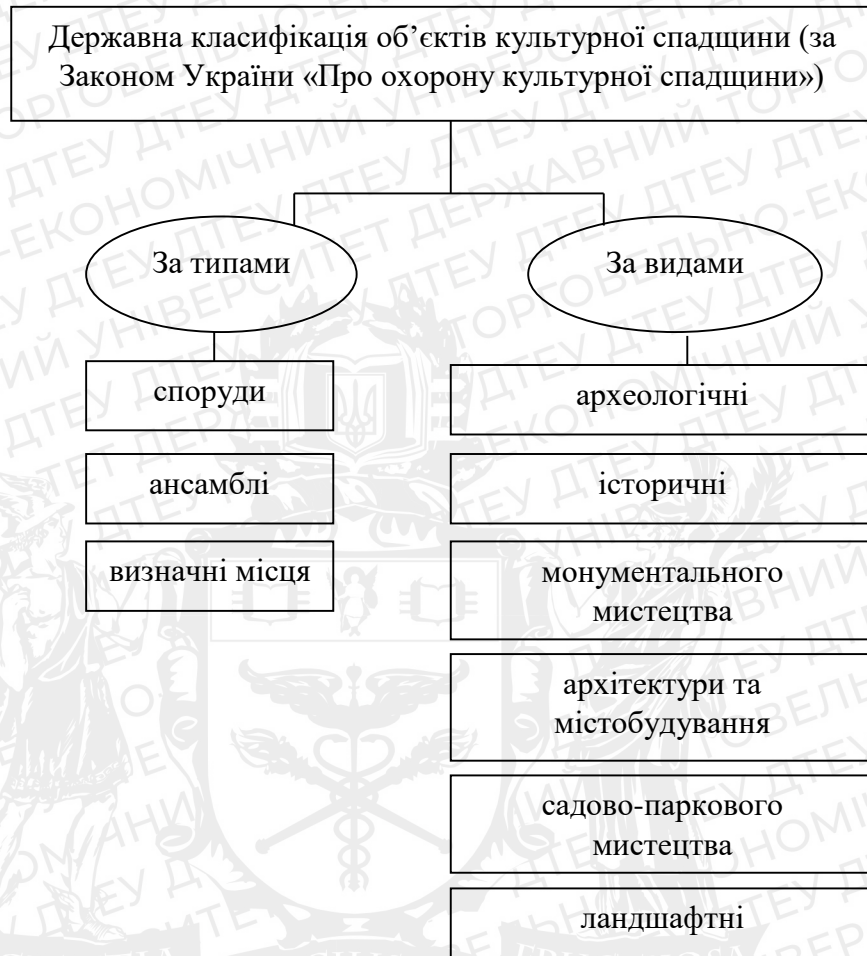 Державна класифікація об’єктів культурної спадщини (за
Законом України «Про охорону культурної спадщини»)
За типами
За видами
споруди
ансамблі
визначні місця
археологічні
історичні
монументального
мистецтва
архітектури та
містобудування
садово-паркового
мистецтва
ландшафтні